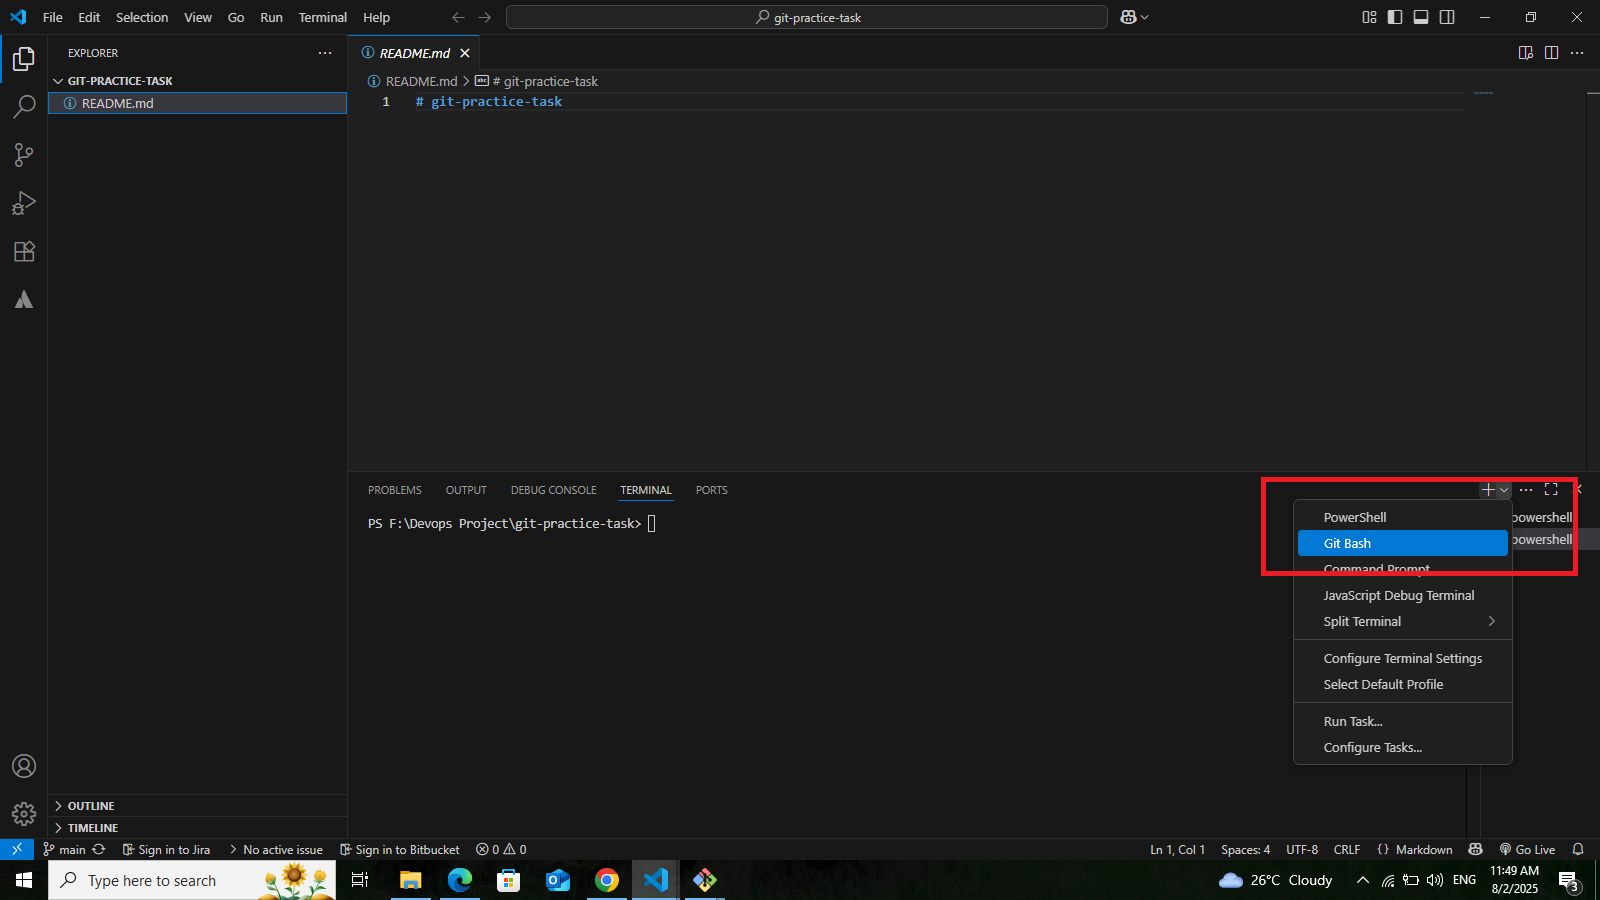 File Edit Selection View Go Run Terminal Help
git-practice-task
EXPLORER
README.md
GIT-PRACTICE-TASK
README.md > # git-practice-task
README.md
1 # git-practice-task
PROBLEMS OUTPUT DEBUG CONSOLE TERMINAL PORTS
PS F:\Devops Project\git-practice-task>
PowerShell
powershell
Git Bash
powershell
Command Prompt
JavaScript Debug Terminal
Split Terminal
Configure Terminal Settings
Select Default Profile
Run Task...
Configure Tasks...
OUTLINE
TIMELINE
main Sign in to Jira No active issue Sign in to Bitbucket 0 0 Ln 1, Col 1 Spaces: 4 UTF-8 CRLF {} Markdown Go Live
Type here to search
26°C Cloudy
ENG
11:49 AM
8/2/2025
3